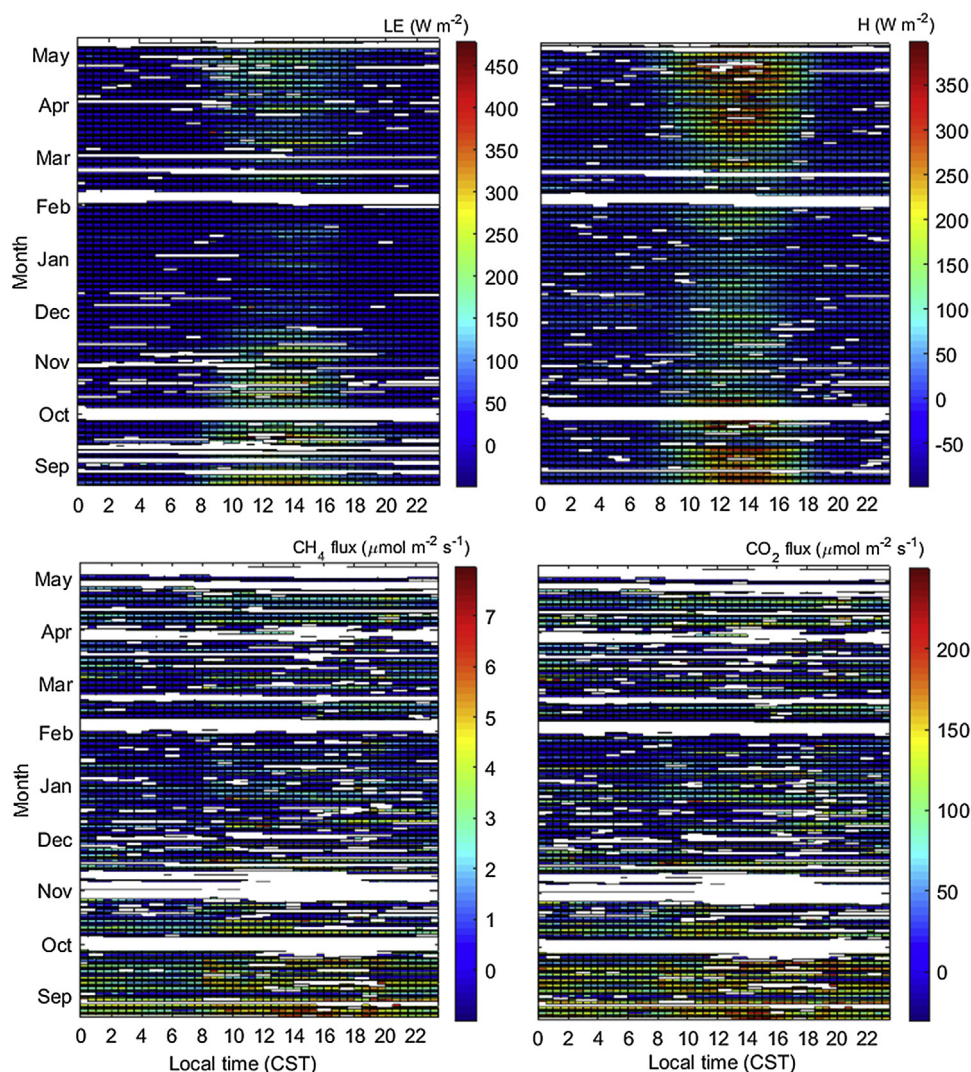 LE (W m-2)
H (W m-2)
May
Apr
Mar
Feb
Jan
Dec
Nov
Oct
Sep
Month
0 2 4 6 8 10 12 14 16 18 20 22
450
400
350
300
250
200
150
100
50
0
0 2 4 6 8 10 12 14 16 18 20 22
350
300
250
200
150
100
50
0
-50
CH4 flux (μmol m-2 s-1)
CO2 flux (μmol m-2 s-1)
May
Apr
Mar
Feb
Jan
Dec
Nov
Oct
Sep
Month
0 2 4 6 8 10 12 14 16 18 20 22
Local time (CST)
7
6
5
4
3
2
1
0
0 2 4 6 8 10 12 14 16 18 20 22
Local time (CST)
200
150
100
50
0